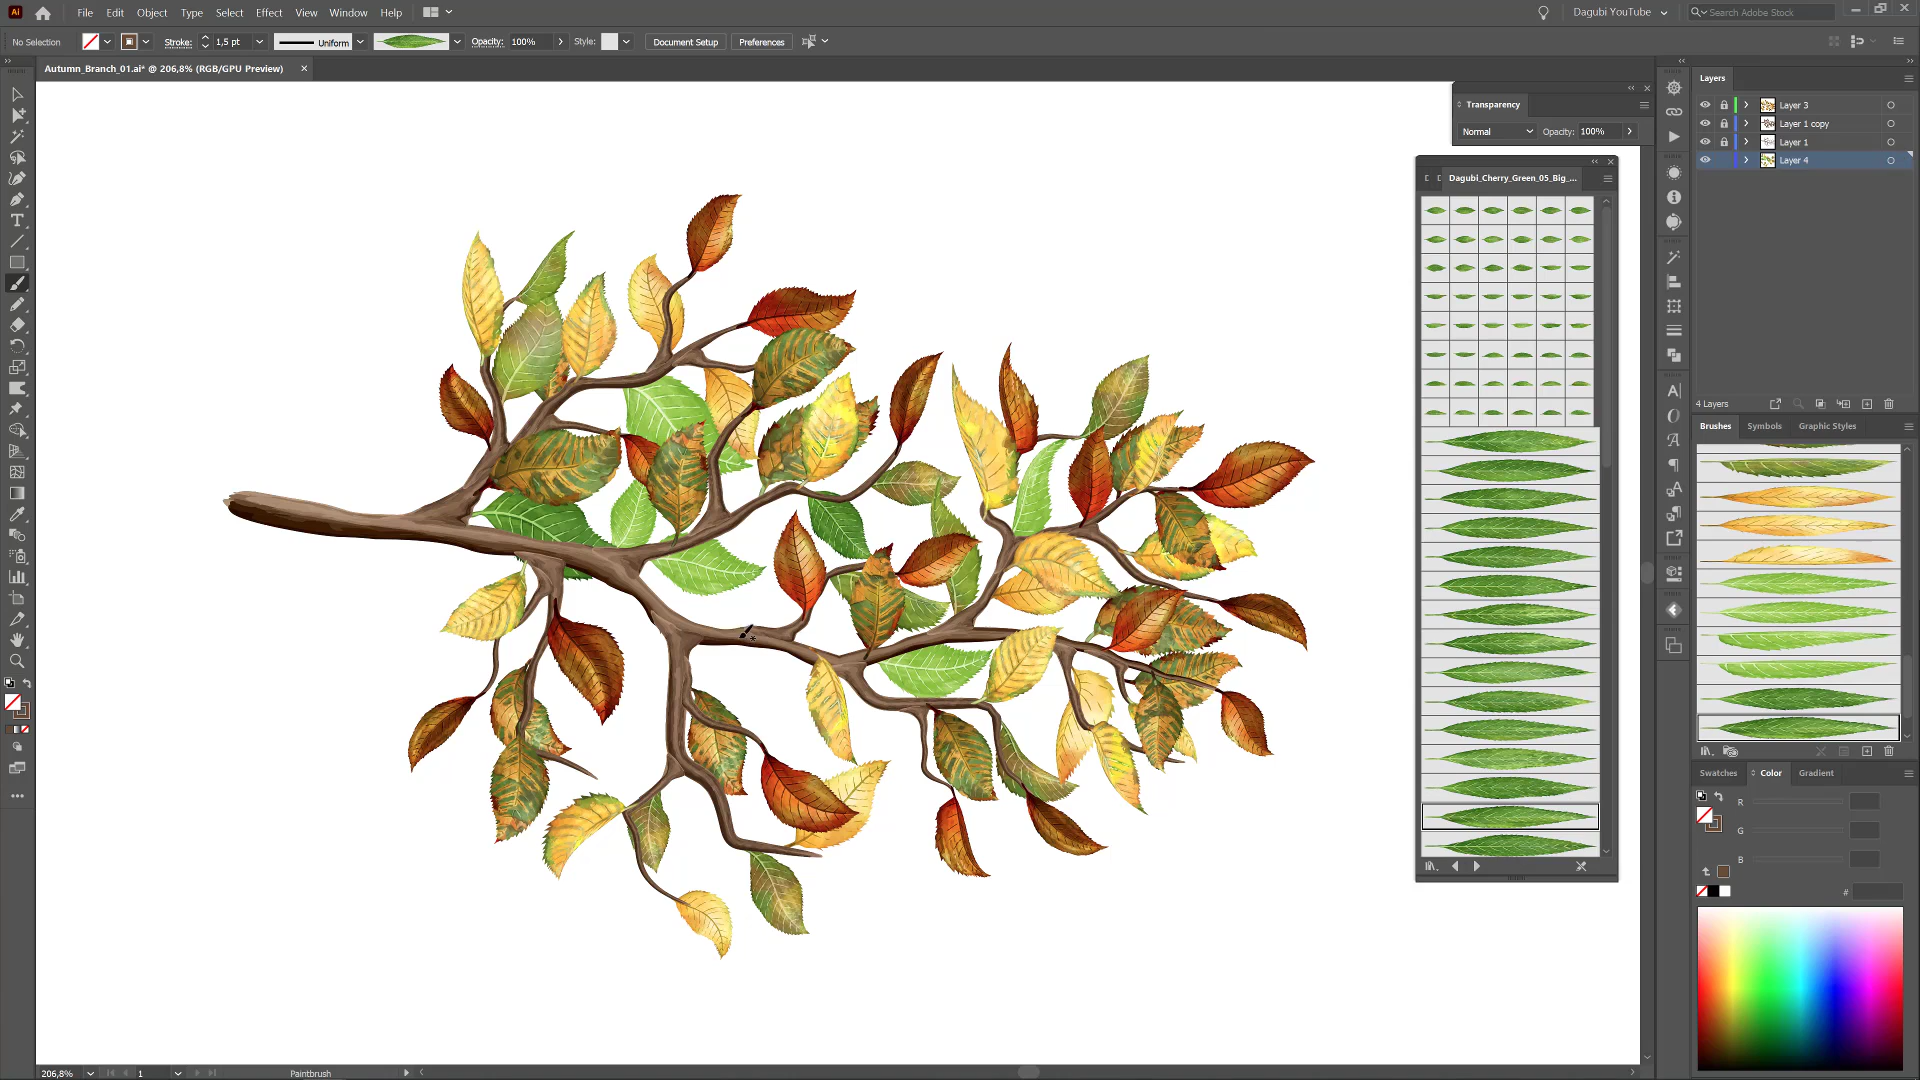 Ai File Edit Object Type Select Effect View Window Help Dagubi YouTube Search Adobe Stock
No Selection Stroke: 1,5 pt Uniform Opacity: 100% Style: Document Setup Preferences
Autumn_Branch_01.ai* @ 206,8% (RGB/GPU Preview)
Transparency
Normal Opacity: 100%
Dagubi_Cherry_Green_05_Big_...
Layers
Layer 3
Layer 1 copy
Layer 1
Layer 4
4 Layers
Brushes Symbols Graphic Styles
Swatches Color Gradient
R
G
B
#
206,8% 1 Paintbrush